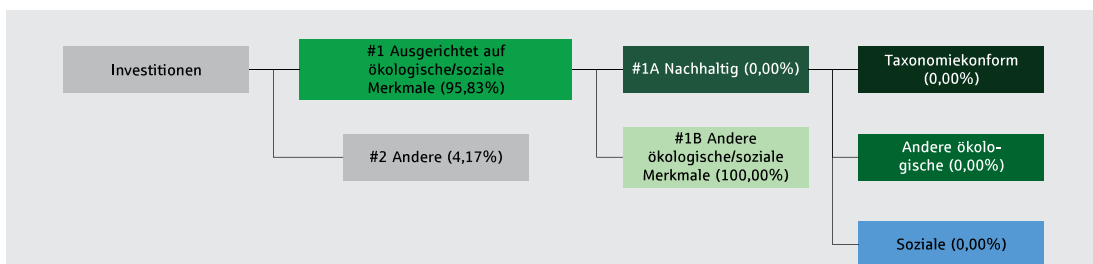 Investitionen
#1 Ausgerichtet auf
ökologische/soziale
Merkmale (95,83%)
#2 Andere (4,17%)
#1A Nachhaltig (0,00%)
#1B Andere
ökologische/soziale
Merkmale (100,00%)
Taxonomiekonform
(0,00%)
Andere ökolo-
gische (0,00%)
Soziale (0,00%)